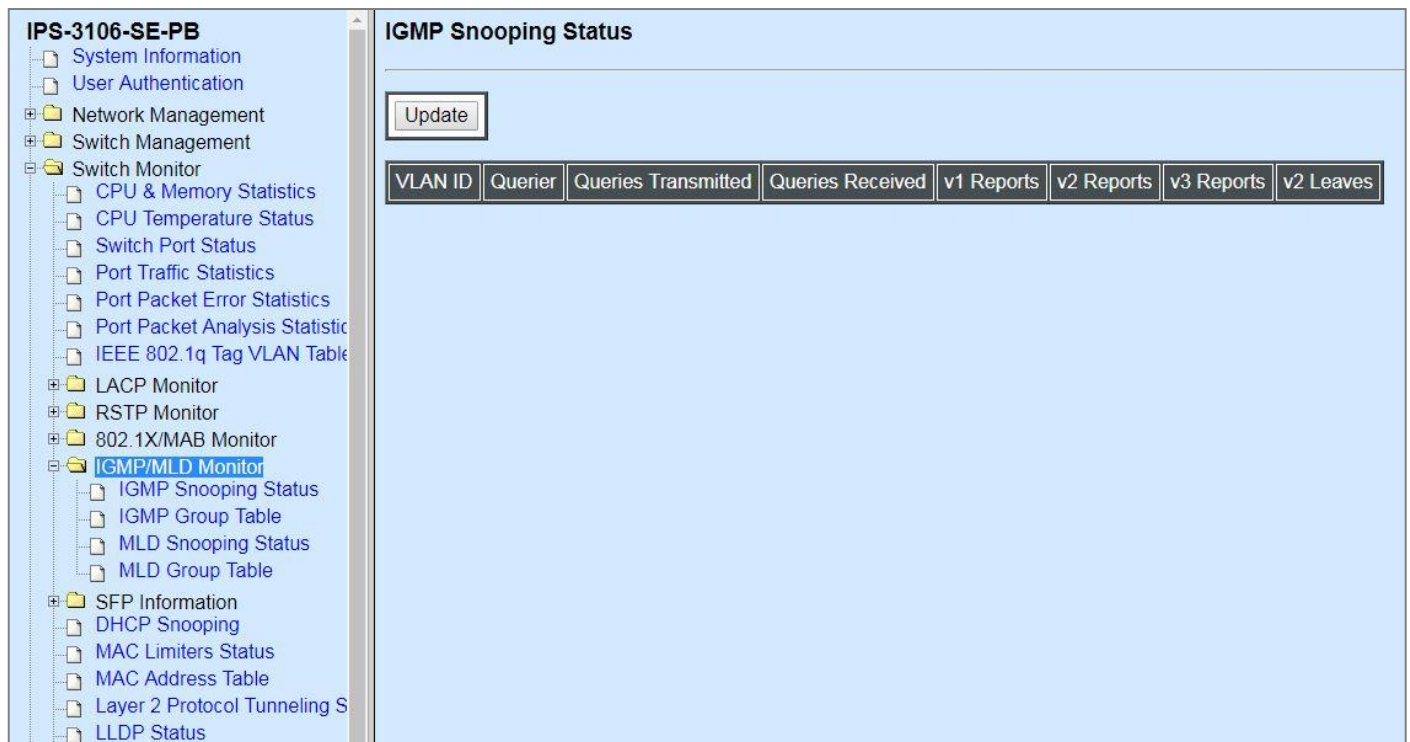 IPS-3106-SE-PB
System Information
User Authentication
Network Management
Switch Management
Switch Monitor
CPU & Memory Statistics
CPU Temperature Status
Switch Port Status
Port Traffic Statistics
Port Packet Error Statistics
Port Packet Analysis Statistic
IEEE 802.1q Tag VLAN Table
LACP Monitor
RSTP Monitor
802.1X/MAB Monitor
IGMP/MLD Monitor
IGMP Snooping Status
IGMP Group Table
MLD Snooping Status
MLD Group Table
SFP Information
DHCP Snooping
MAC Limiters Status
MAC Address Table
Layer 2 Protocol Tunneling S
LLDP Status
IGMP Snooping Status
Update
VLAN ID Querier Queries Transmitted Queries Received v1 Reports v2 Reports v3 Reports v2 Leaves